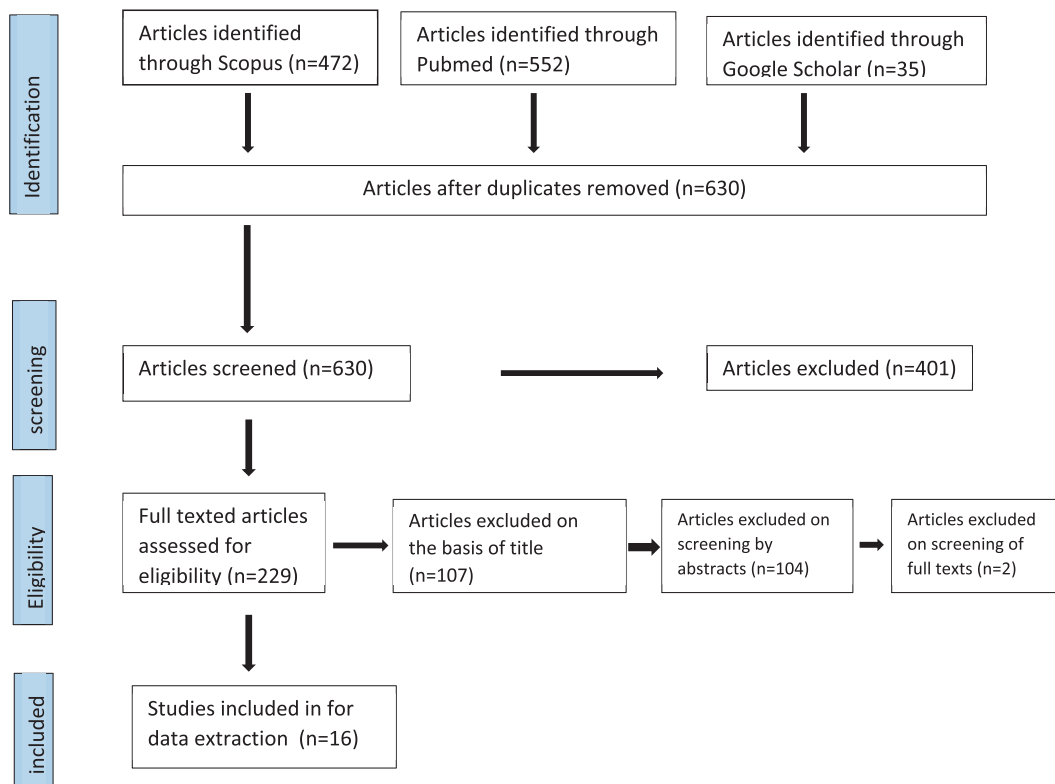 Identification
Articles identified
through Scopus (n=472)
Articles identified through
Pubmed (n=552)
Articles identified through
Google Scholar (n=35)
Articles after duplicates removed (n=630)
screening
Articles screened (n=630)
Articles excluded (n=401)
Eligibility
Full texted articles
assessed for
eligibility (n=229)
Articles excluded on
the basis of title
(n=107)
Articles excluded on
screening by
abstracts (n=104)
Articles excluded
on screening of
full texts (n=2)
included
Studies included in for
data extraction (n=16)